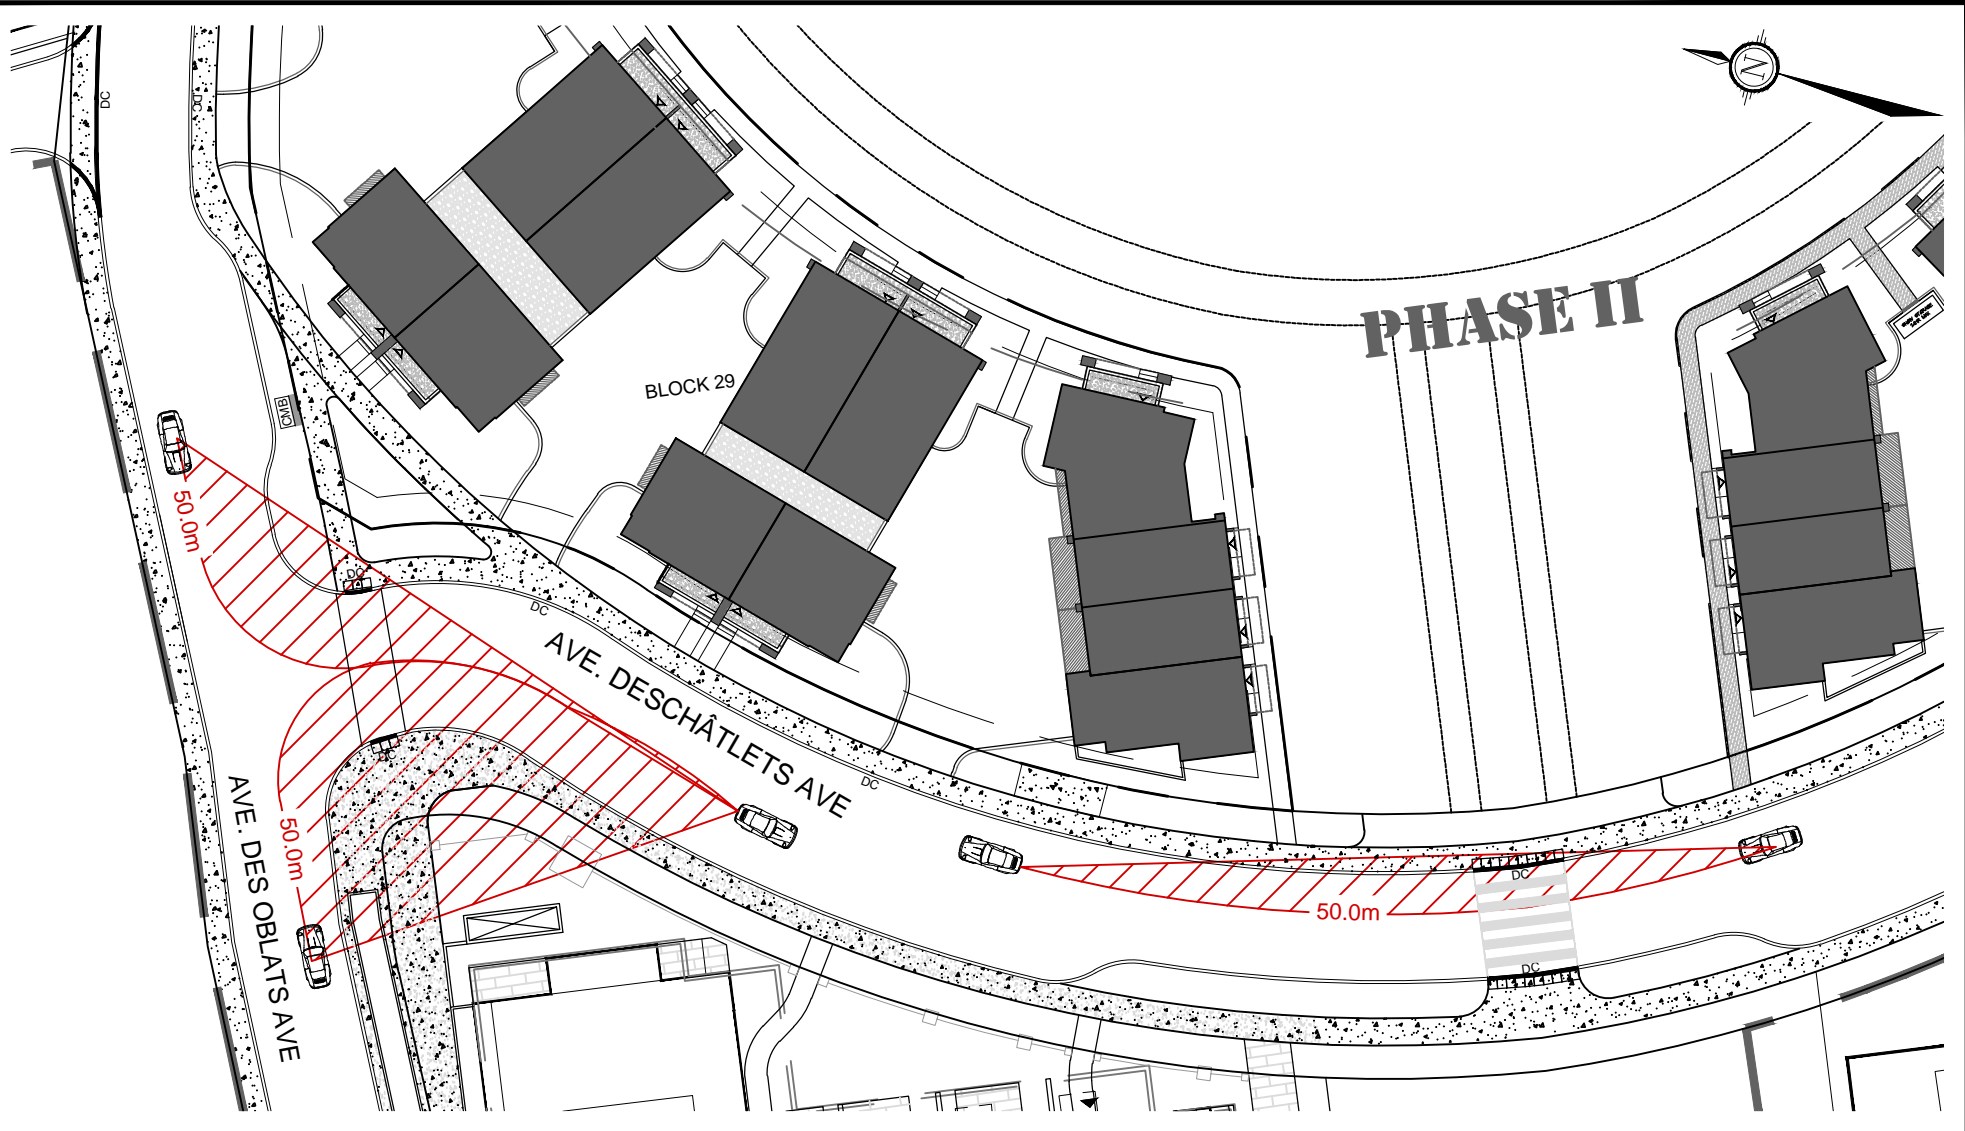 DC
DC
N
PHASE II
BLOCK 29
CMB
50.0m
DC
DC
AVE. DESCHÂTLETS AVE
DC
DC
AVE. DES OBLATS AVE
50.0m
DC
50.0m
DC